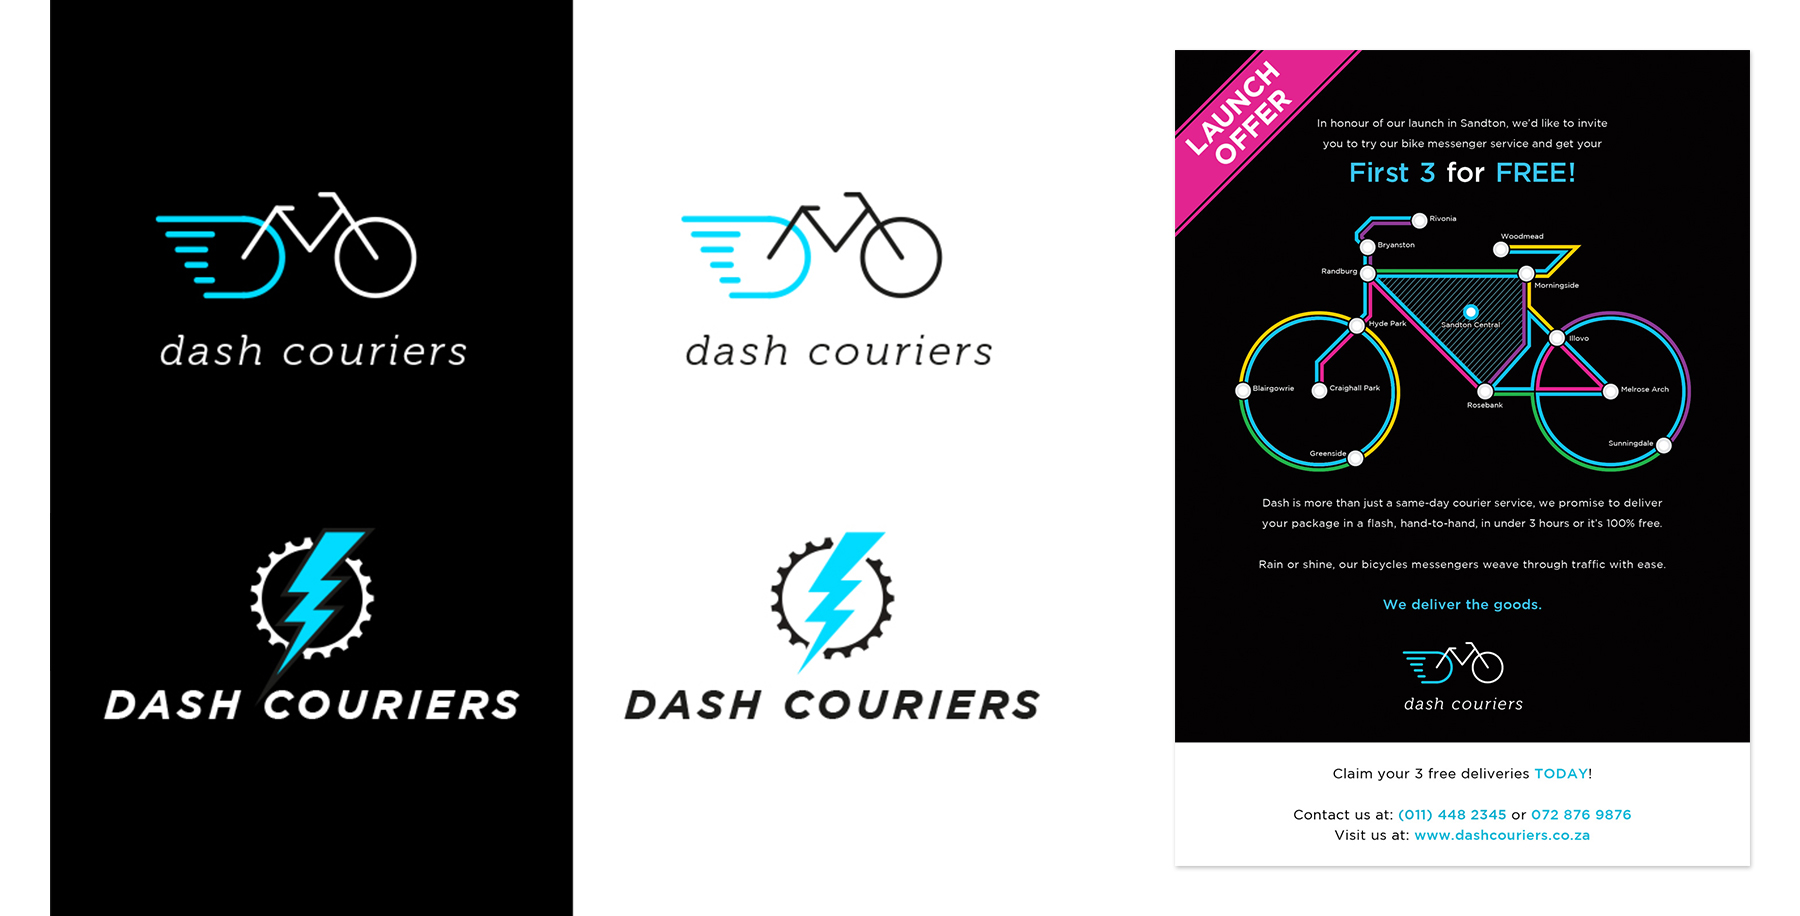 dash couriers
DASH COURIERS
dash couriers
DASH COURIERS
LAUNCH
OFFER
In honour of our launch in Sandton, we'd like to invite
you to try our bike messenger service and get your
First 3 for FREE!
Rivonia
Woodmead
Bryanston
Randburg
Morningside
Hyde Park
Sandton Central
Illovo
Blairgowrie
Craighall Park
Melrose Arch
Rosebank
Sunningdale
Greenside
Dash is more than just a same-day courier service, we promise to deliver
your package in a flash, hand-to-hand, in under 3 hours or it's 100% free.
Rain or shine, our bicycles messengers weave through traffic with ease.
We deliver the goods.
dash couriers
Claim your 3 free deliveries TODAY!
Contact us at: (011) 448 2345 or 072 876 9876
Visit us at: www.dashcouriers.co.za